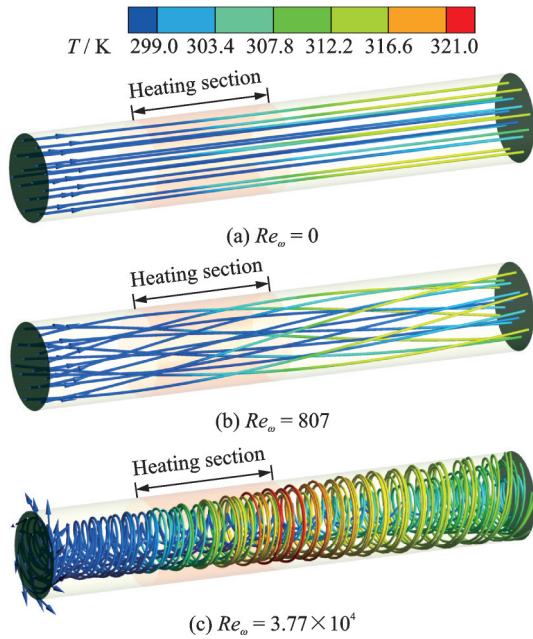 T / K 299.0 303.4 307.8 312.2 316.6 321.0
Heating section
(a) Reω = 0
Heating section
(b) Reω = 807
Heating section
(c) Reω = 3.77×10⁴